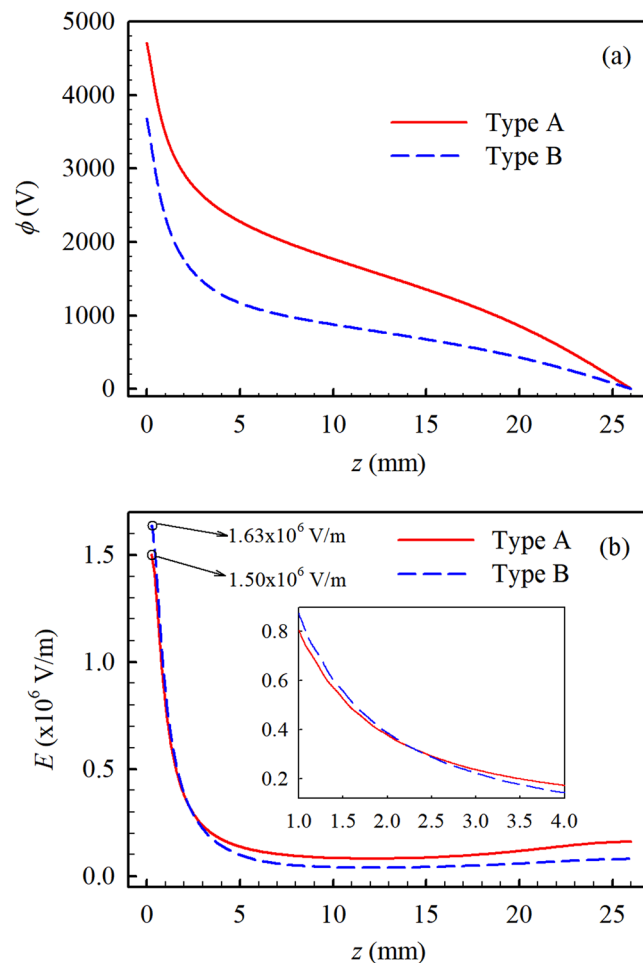 5000
(a)
4000
Type A
Type B
3000
ϕ (V)
2000
1000
0
0 5 10 15 20 25
z (mm)
(b)
1.63x10⁶ V/m
Type A
1.5
1.50x10⁶ V/m
Type B
E (x10⁶ V/m)
1.0
0.8
0.6
0.4
0.5
0.2
1.0 1.5 2.0 2.5 3.0 3.5 4.0
0.0
0 5 10 15 20 25
z (mm)